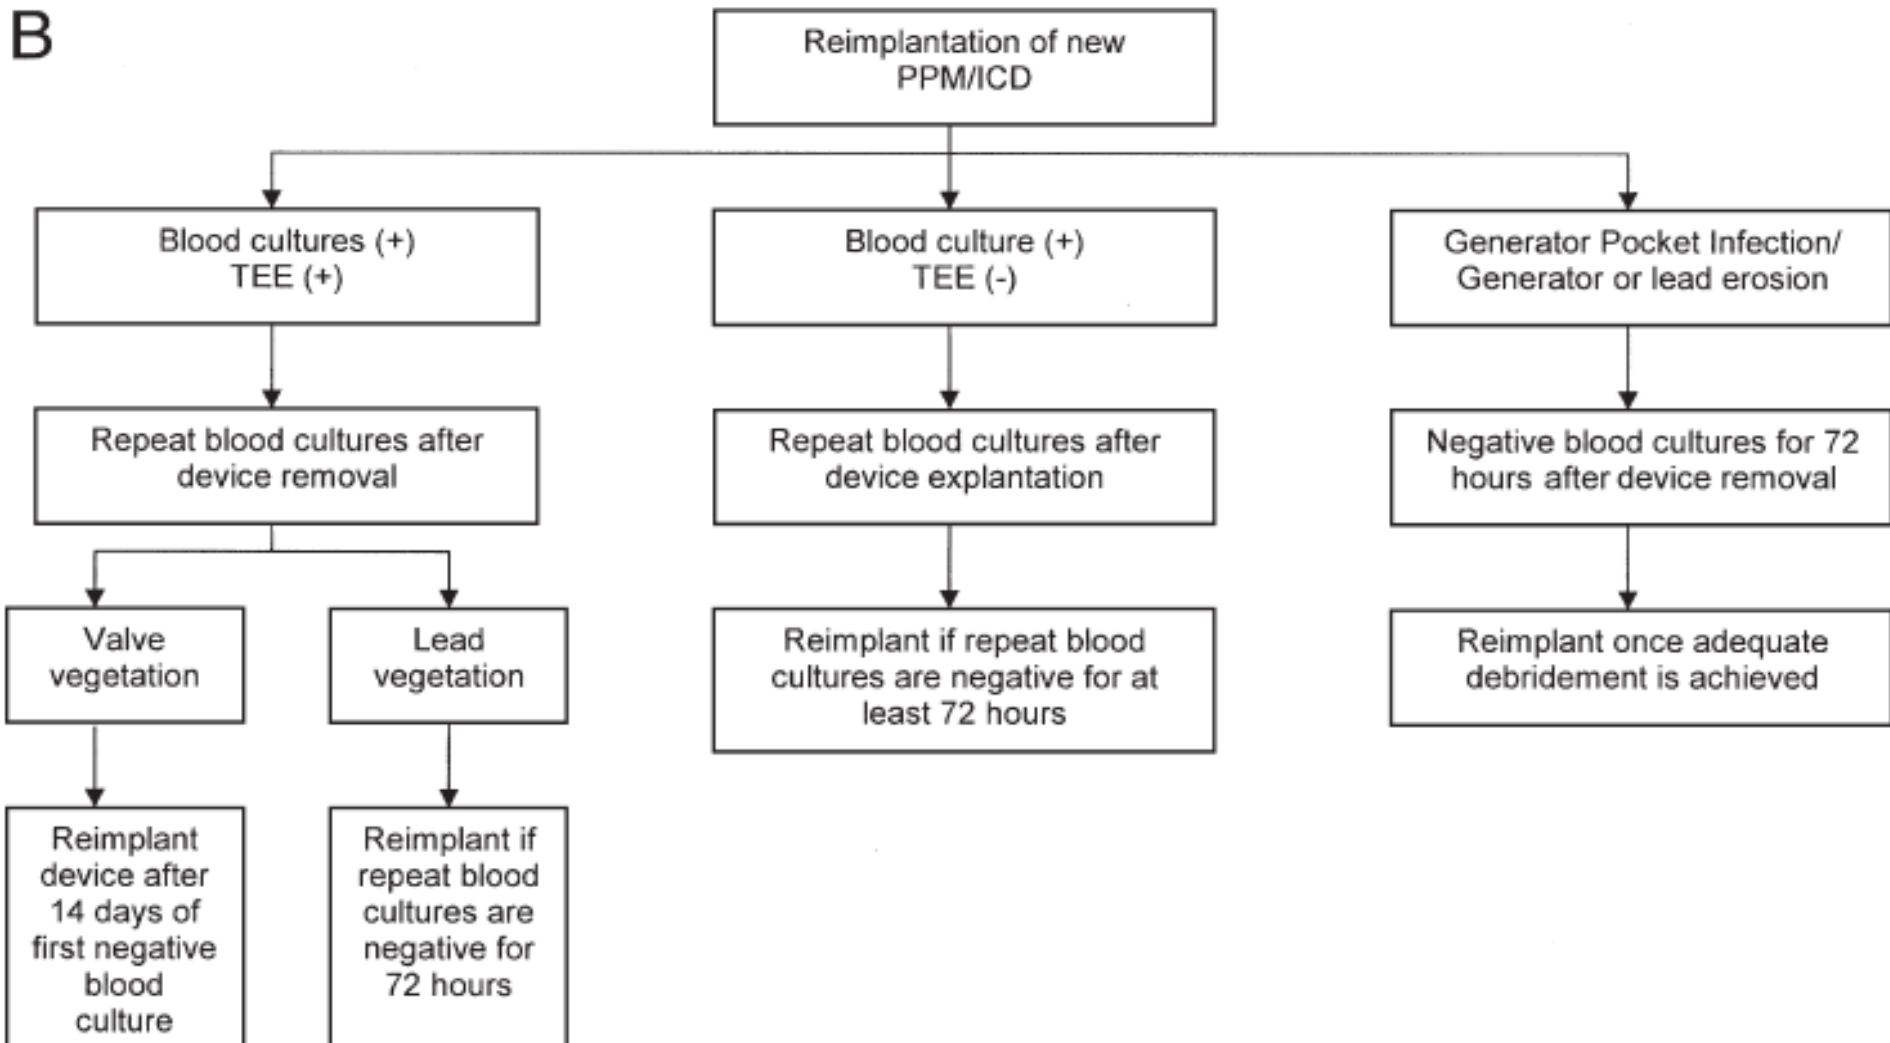 B
Reimplantation of new
PPM/ICD
Blood cultures (+)
TEE (+)
Blood culture (+)
TEE (-)
Generator Pocket Infection/
Generator or lead erosion
Repeat blood cultures after
device removal
Repeat blood cultures after
device explantation
Negative blood cultures for 72
hours after device removal
Valve
vegetation
Lead
vegetation
Reimplant if repeat blood
cultures are negative for at
least 72 hours
Reimplant once adequate
debridement is achieved
Reimplant
device after
14 days of
first negative
blood
culture
Reimplant if
repeat blood
cultures are
negative for
72 hours